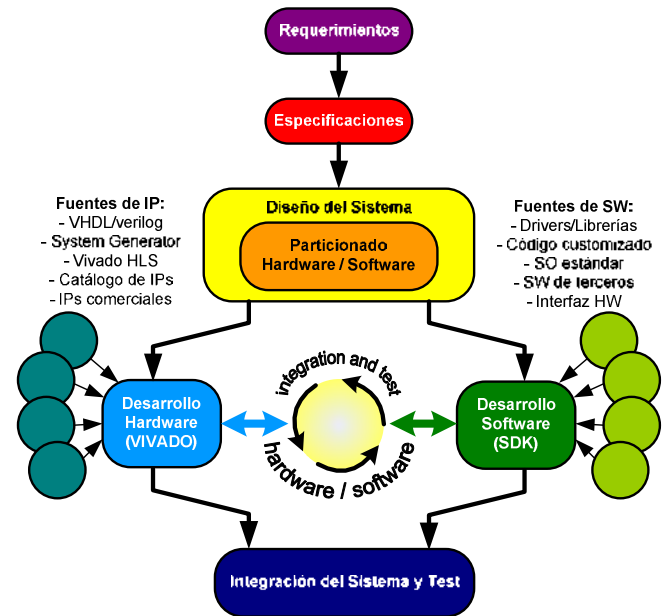 Requerimientos
Especificaciones
Diseño del Sistema
Particionado
Hardware / Software
Fuentes de IP:
- VHDL/verilog
- System Generator
- Vivado HLS
- Catálogo de IPs
- IPs comerciales
Fuentes de SW:
- Drivers/Librerías
- Código customizado
- SO estándar
- SW de terceros
- Interfaz HW
Desarrollo
Hardware
(VIVADO)
integration and test
hardware / software
Desarrollo
Software
(SDK)
Integración del Sistema y Test